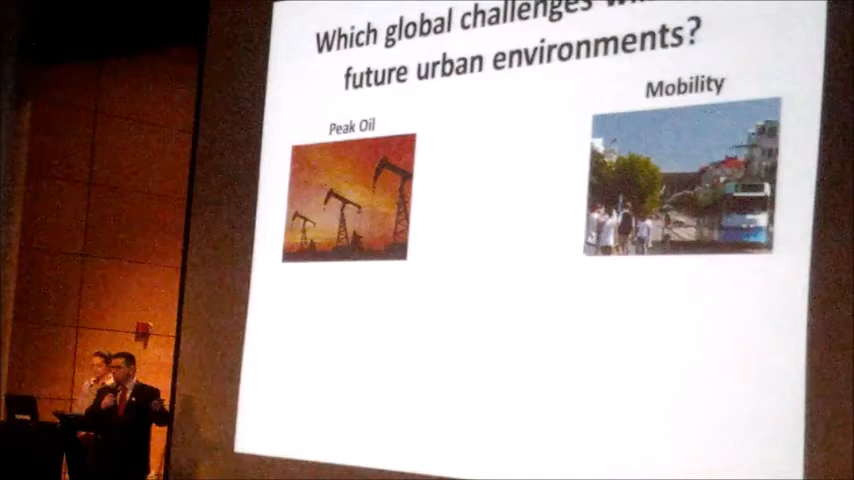 Which global challenges
future urban environments?
Peak Oil
Mobility